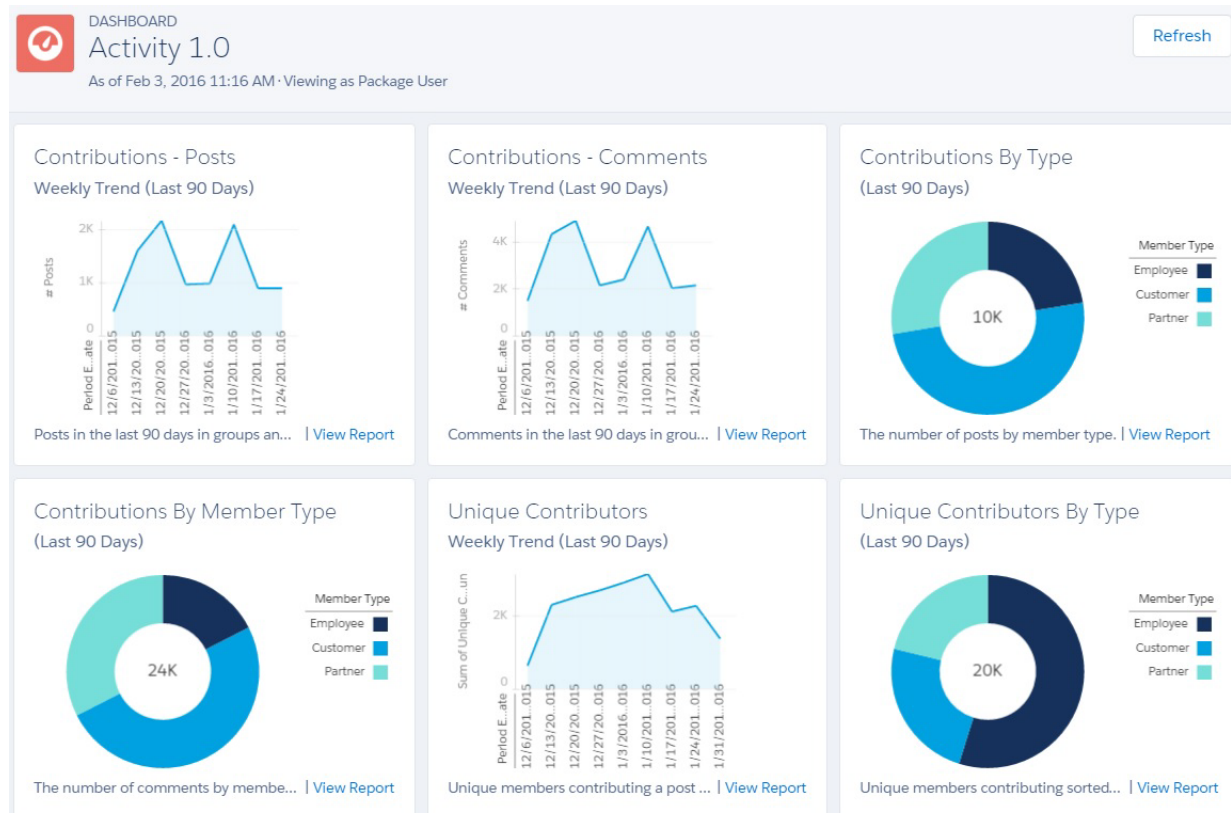 DASHBOARD
Activity 1.0
As of Feb 3, 2016 11:16 AM · Viewing as Package User
Refresh
Contributions - Posts
Weekly Trend (Last 90 Days)
# Posts
2K
1K
0
Period E...ate
12/6/201...015
12/13/20...015
12/20/20...015
12/27/20...015
1/3/2016...016
1/10/201...016
1/17/201...016
1/24/201...016
Posts in the last 90 days in groups an... | View Report
Contributions - Comments
Weekly Trend (Last 90 Days)
# Comments
4K
2K
0
Period E...ate
12/6/201...015
12/13/20...015
12/20/20...015
12/27/20...015
1/3/2016...016
1/10/201...016
1/17/201...016
1/24/201...016
Comments in the last 90 days in grou... | View Report
Contributions By Type
(Last 90 Days)
10K
Member Type
Employee
Customer
Partner
The number of posts by member type. | View Report
Contributions By Member Type
(Last 90 Days)
24K
Member Type
Employee
Customer
Partner
The number of comments by membe... | View Report
Unique Contributors
Weekly Trend (Last 90 Days)
Sum of Unique C...un
2K
0
Period E...ate
12/6/201...015
12/13/20...015
12/20/20...015
12/27/20...015
1/3/2016...016
1/10/201...016
1/17/201...016
1/24/201...016
1/31/201...016
Unique members contributing a post ... | View Report
Unique Contributors By Type
(Last 90 Days)
20K
Member Type
Employee
Customer
Partner
Unique members contributing sorted... | View Report